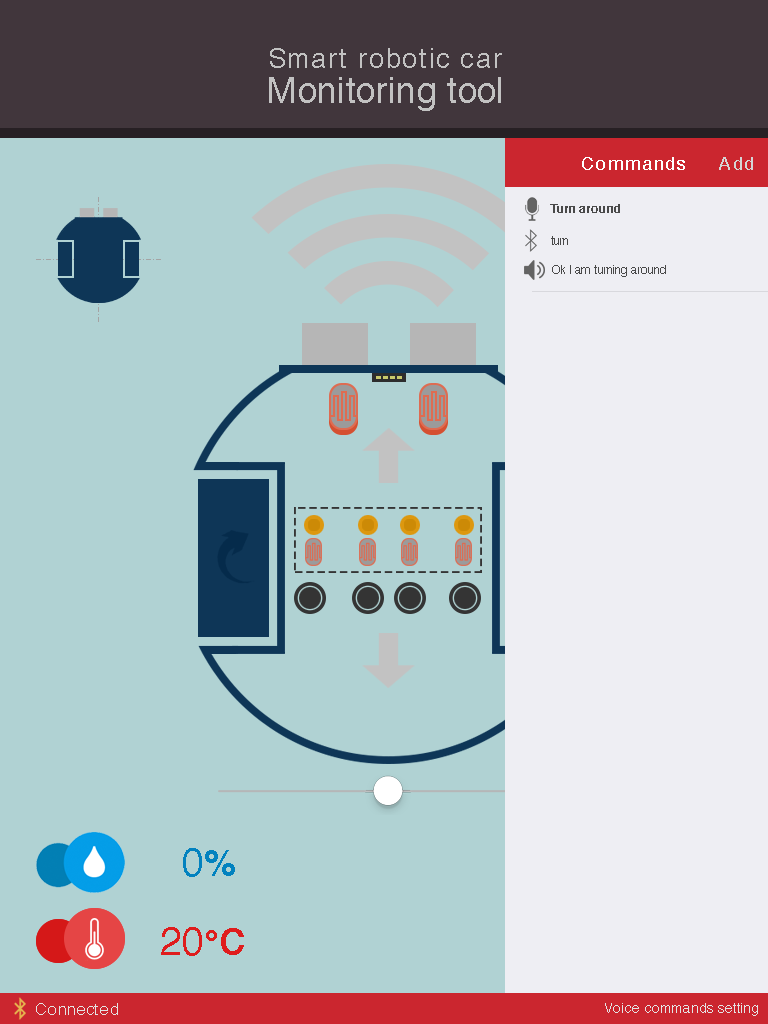 Smart robotic car
Monitoring tool
Commands
Add
Turn around
turn
Ok I am turning around
0%
20°C
Connected
Voice commands setting